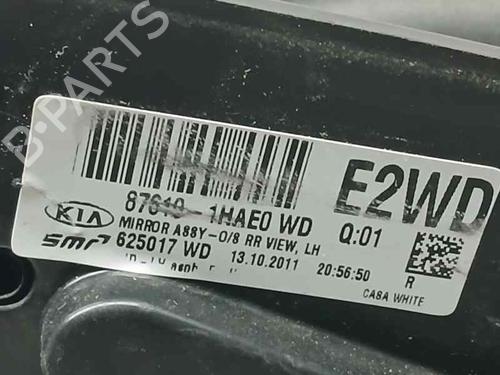 B-PARTS
E2WD
87619-1HAE0 WD
KIA
MIRROR ASSY-O/S RR VIEW, LH
Q:01
smr 625017 WD 13.10.2011 20:56:50 R
CASA WHITE